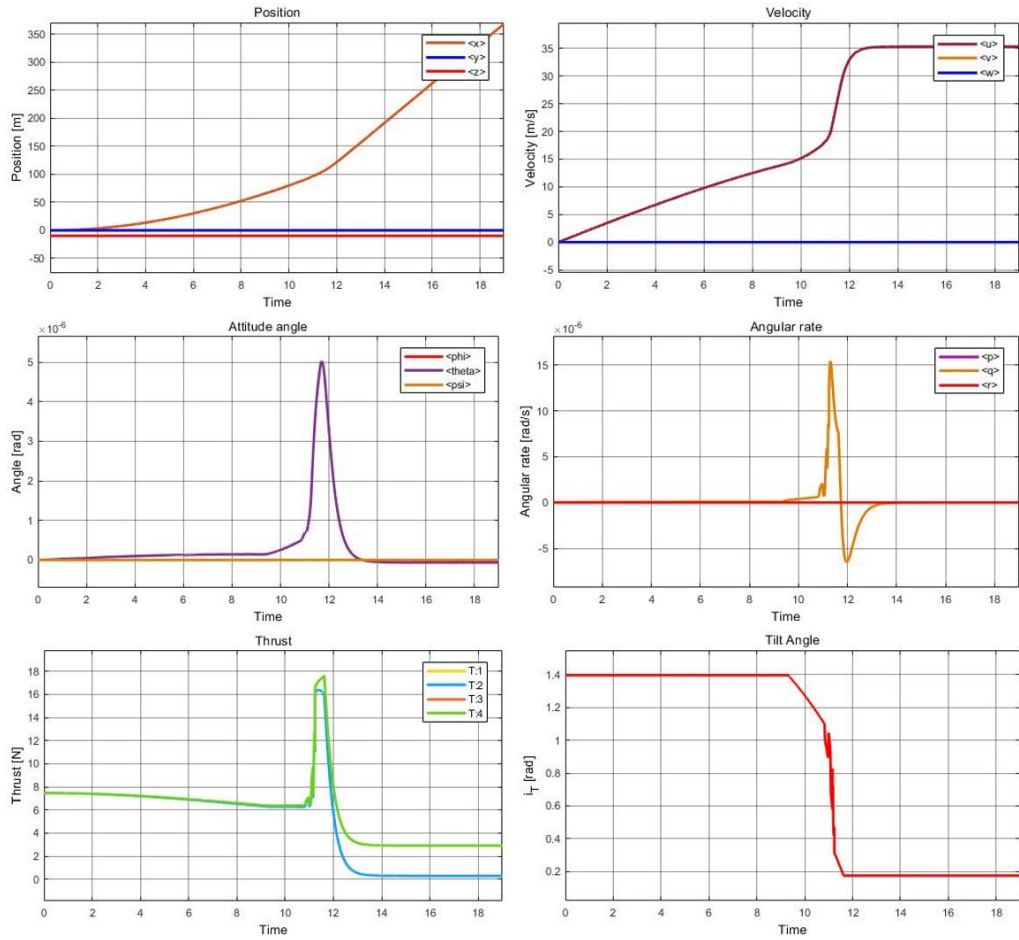 Position
350
300
250
200
150
100
50
0
-50
Position [m]
<x>
<y>
<z>
0 2 4 6 8 10 12 14 16 18
Time
Velocity
35
30
25
20
15
10
5
0
-5
Velocity [m/s]
<u>
<v>
<w>
0 2 4 6 8 10 12 14 16 18
Time
Attitude angle
×10-6
5
4
3
2
1
0
Angle [rad]
<phi>
<theta>
<psi>
0 2 4 6 8 10 12 14 16 18
Time
Angular rate
×10-6
15
10
5
0
-5
Angular rate [rad/s]
<p>
<q>
<r>
0 2 4 6 8 10 12 14 16 18
Time
Thrust
18
16
14
12
10
8
6
4
2
0
Thrust [N]
T:1
T:2
T:3
T:4
0 2 4 6 8 10 12 14 16 18
Time
Tilt Angle
1.4
1.2
1
0.8
0.6
0.4
0.2
iT [rad]
0 2 4 6 8 10 12 14 16 18
Time